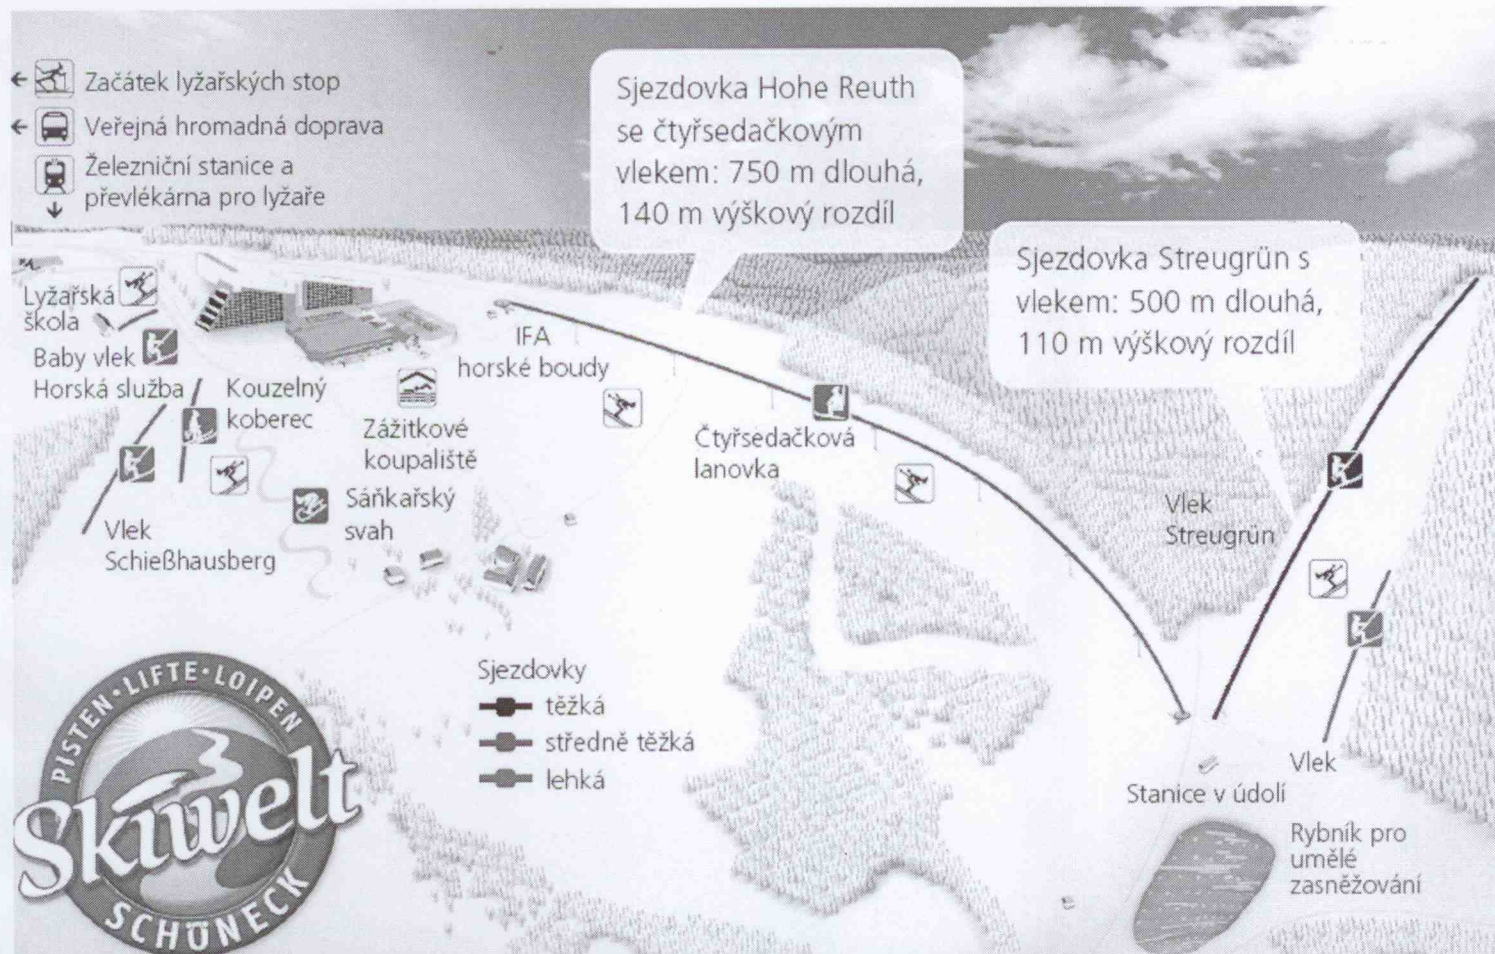 Začátek lyžařských stop
Veřejná hromadná doprava
Železniční stanice a
převlékárna pro lyžaře
Sjezdovka Hohe Reuth
se čtyřsedačkovým
vlekem: 750 m dlouhá,
140 m výškový rozdíl
Sjezdovka Streugrün s
vlekem: 500 m dlouhá,
110 m výškový rozdíl
Lyžařská
škola
Baby vlek
Horská služba
Kouzelný
koberec
IFA
horské boudy
Zážitkové
koupaliště
Čtyřsedačková
lanovka
Sáňkařský
svah
Vlek
Schießhausberg
Vlek
Streugrün
Sjezdovky
těžká
středně těžká
lehká
Vlek
Stanice v údolí
Rybník pro
umělé
zasněžování
PISTEN·LIFTE·LOIPEN
Skiwelt
SCHÖNECK